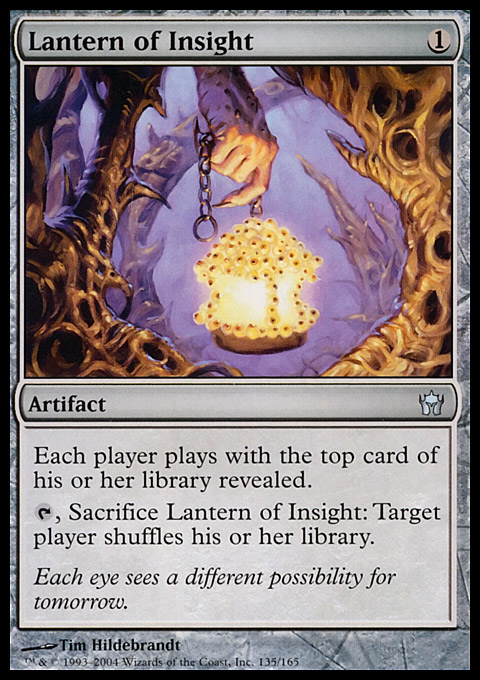 Lantern of Insight 1
Artifact
Each player plays with the top card of
his or her library revealed.
, Sacrifice Lantern of Insight: Target
player shuffles his or her library.
Each eye sees a different possibility for
tomorrow.
Tim Hildebrandt
™ & © 1993–2004 Wizards of the Coast, Inc. 135/165